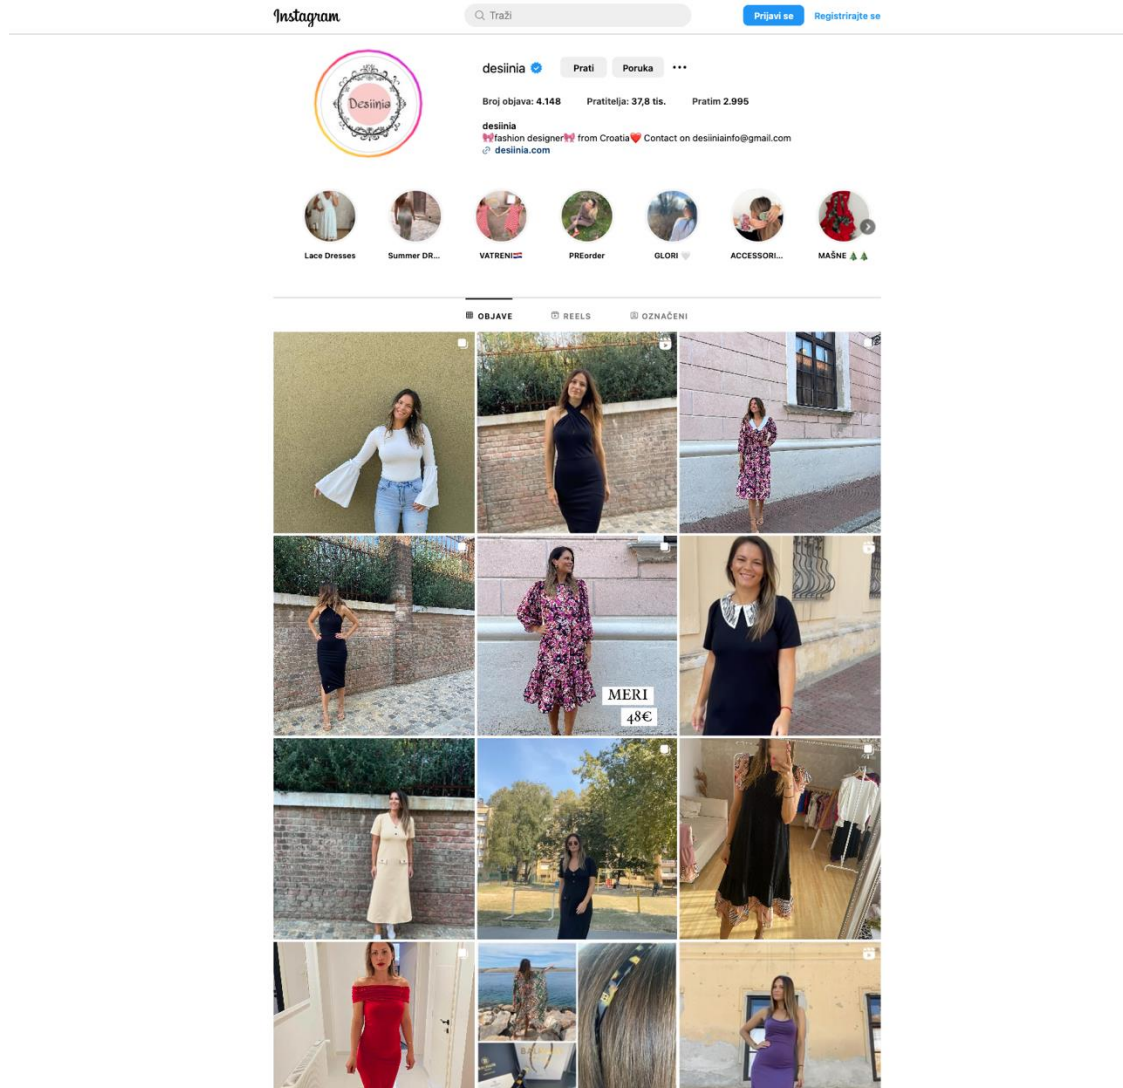 Instagram
Traži
Prijavi se
Registrirajte se
Desiinia
desiinia
Prati
Poruka
Broj objava: 4.148
Pratitelja: 37,8 tis.
Pratim 2.995
desiinia
🎀fashion designer🎀 from Croatia❤️ Contact on desiiniainfo@gmail.com
desiinia.com
Lace Dresses
Summer DR...
VATRENI🇭🇷
PREorder
GLORI 🤍
ACCESSORI...
MAŠNE 🎄🎄
OBJAVE
REELS
OZNAČENI
MERI
48€